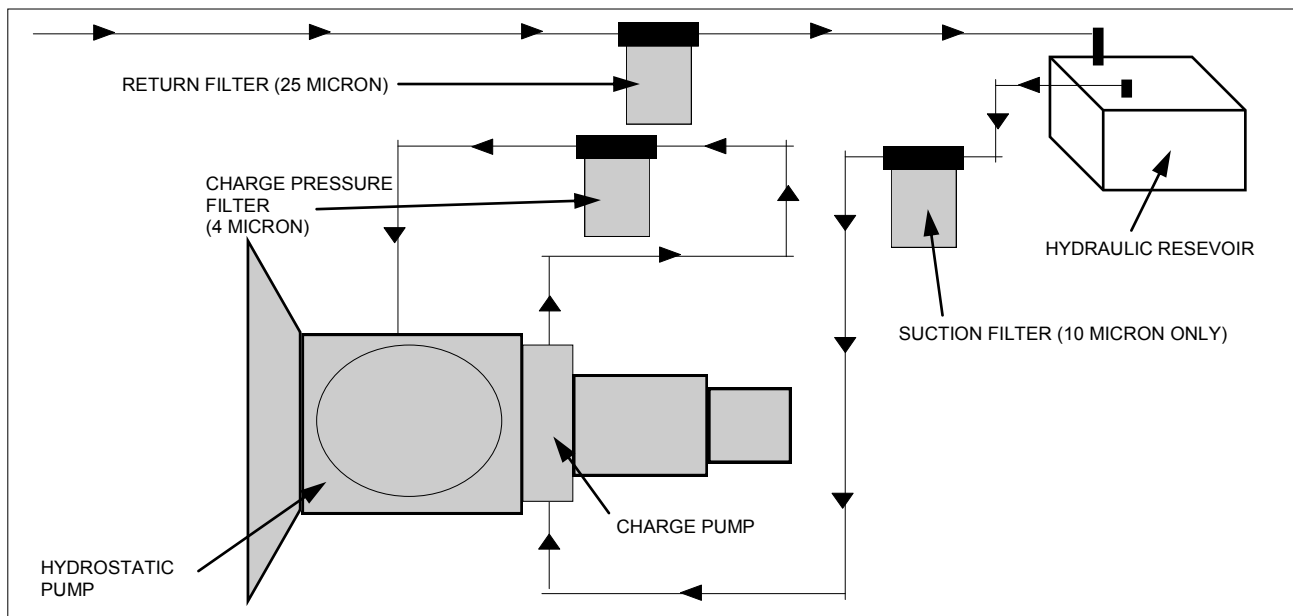 RETURN FILTER (25 MICRON)
CHARGE PRESSURE
FILTER
(4 MICRON)
HYDRAULIC RESEVOIR
SUCTION FILTER (10 MICRON ONLY)
CHARGE PUMP
HYDROSTATIC
PUMP